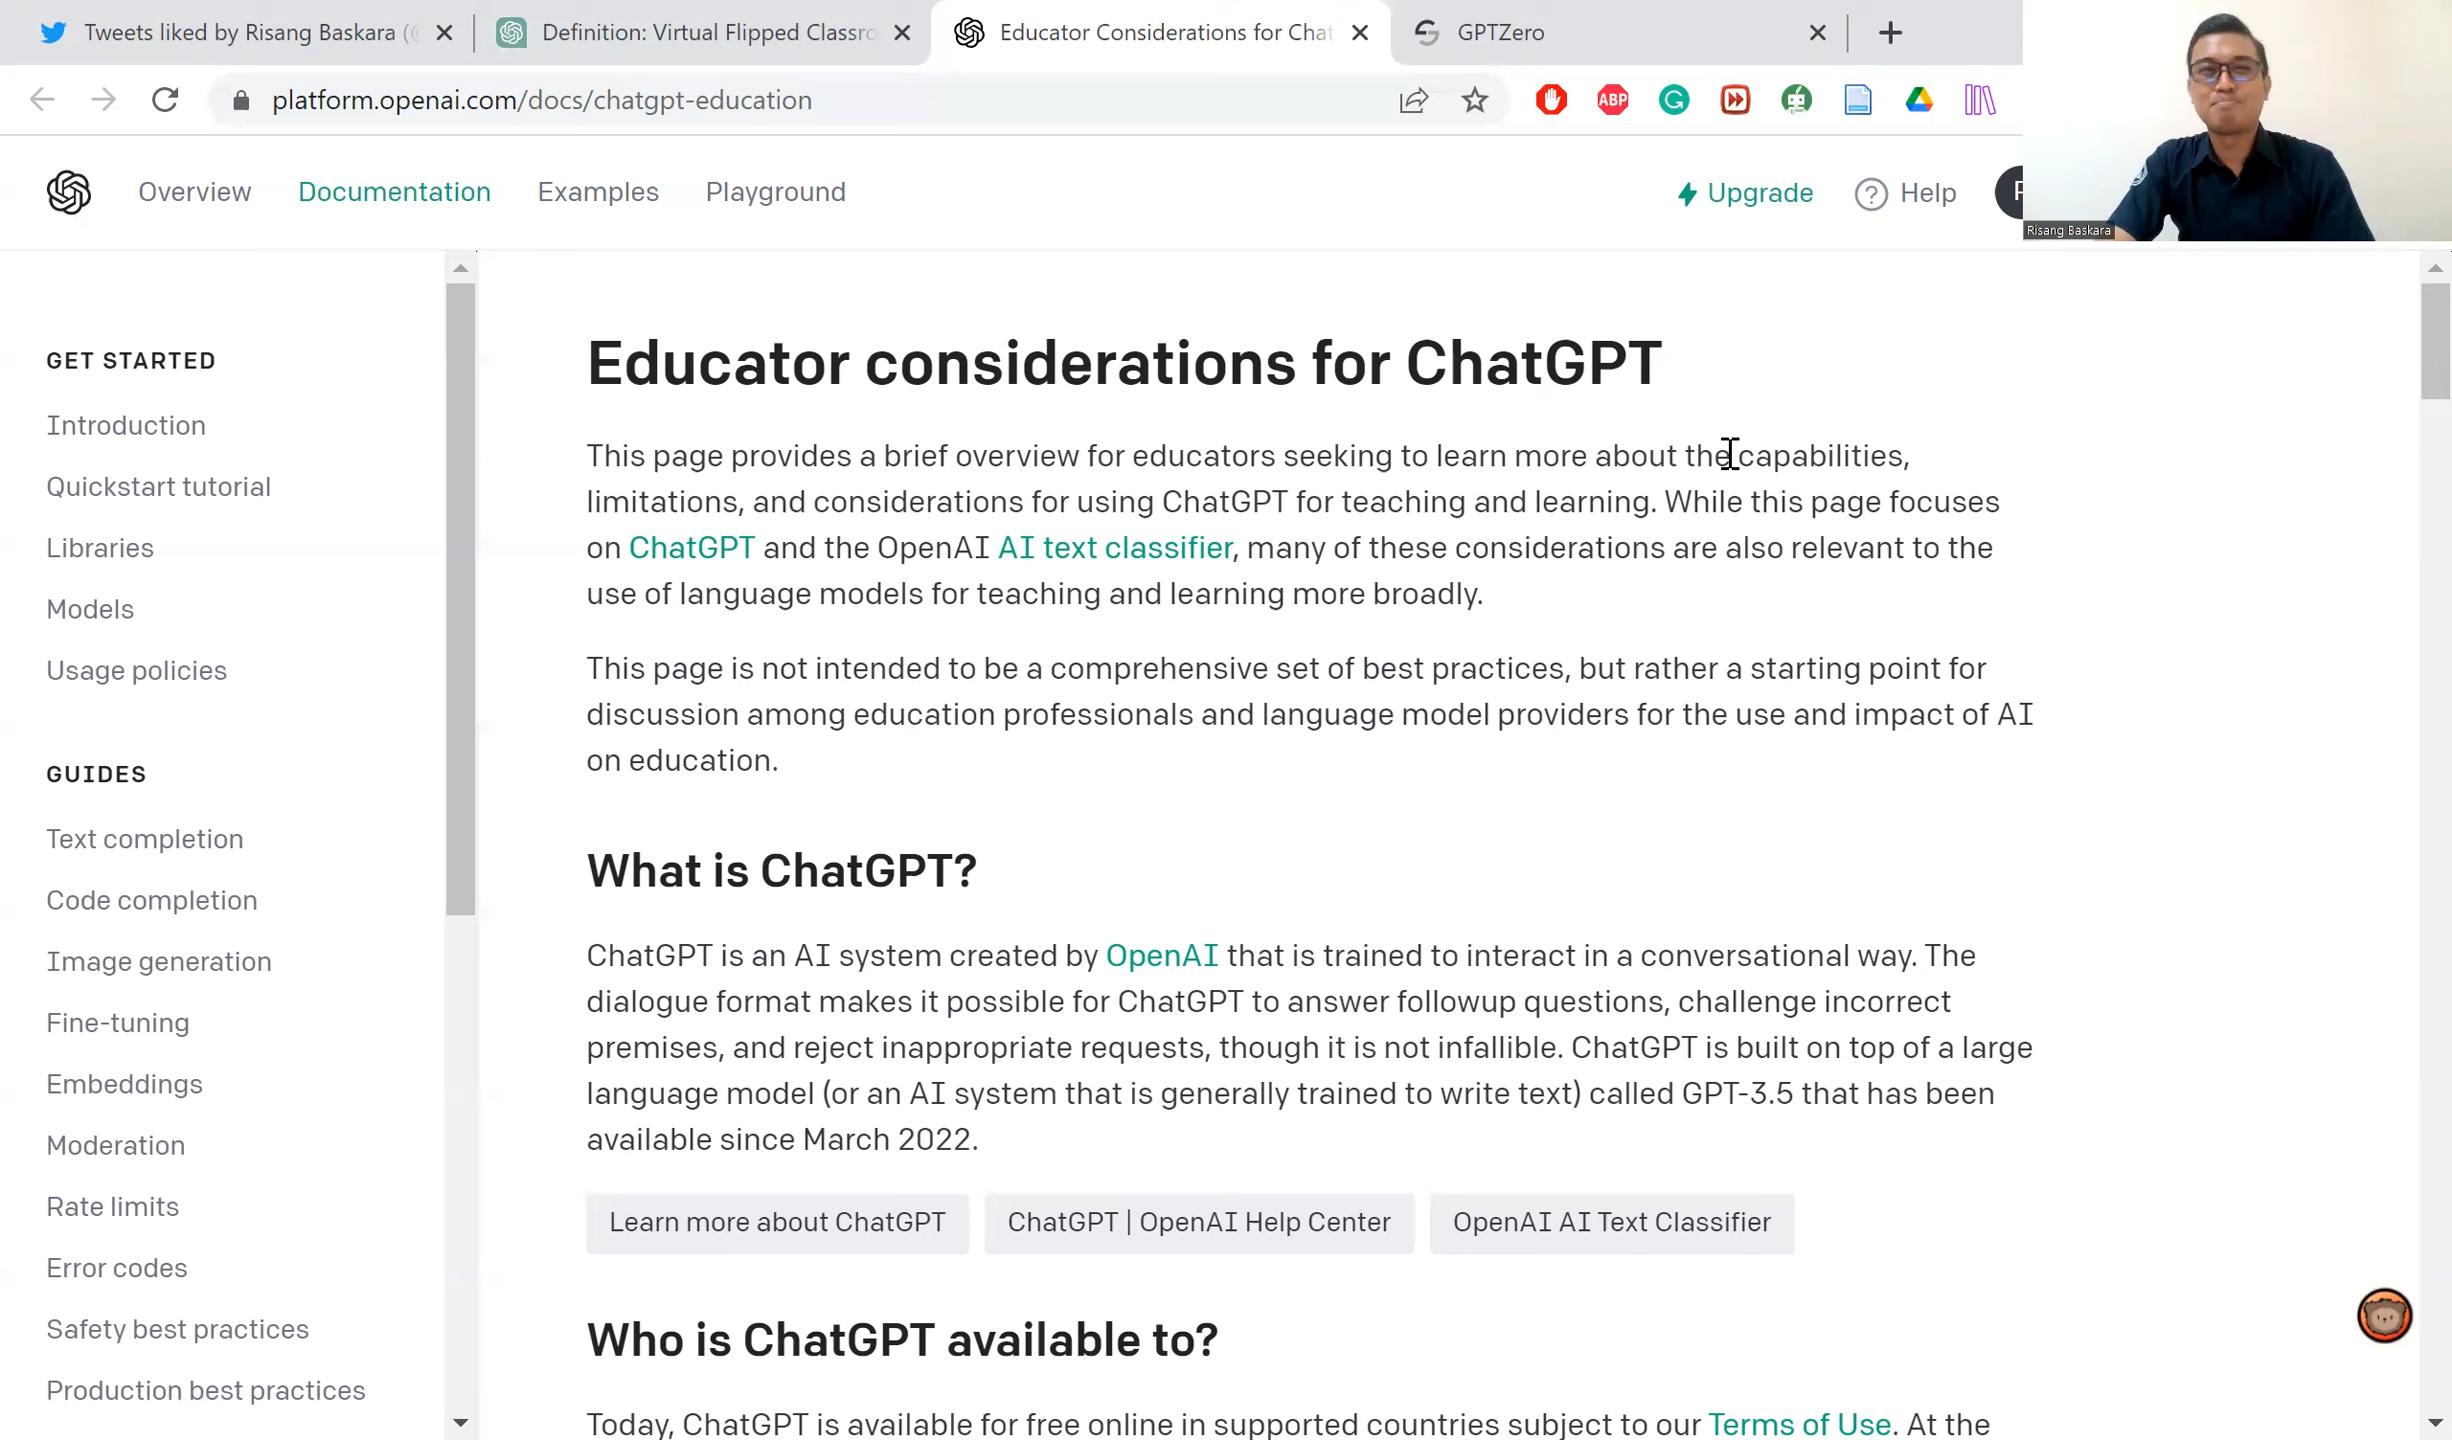 Tweets liked by Risang Baskara (
Definition: Virtual Flipped Classro
Educator Considerations for Chat
GPTZero
platform.openai.com/docs/chatgpt-education
ABP
Risang Baskara
Overview
Documentation
Examples
Playground
Upgrade
Help
GET STARTED
Introduction
Quickstart tutorial
Libraries
Models
Usage policies
GUIDES
Text completion
Code completion
Image generation
Fine-tuning
Embeddings
Moderation
Rate limits
Error codes
Safety best practices
Production best practices
Educator considerations for ChatGPT
This page provides a brief overview for educators seeking to learn more about the capabilities,
limitations, and considerations for using ChatGPT for teaching and learning. While this page focuses
on ChatGPT and the OpenAI AI text classifier, many of these considerations are also relevant to the
use of language models for teaching and learning more broadly.
This page is not intended to be a comprehensive set of best practices, but rather a starting point for
discussion among education professionals and language model providers for the use and impact of AI
on education.
What is ChatGPT?
ChatGPT is an AI system created by OpenAI that is trained to interact in a conversational way. The
dialogue format makes it possible for ChatGPT to answer followup questions, challenge incorrect
premises, and reject inappropriate requests, though it is not infallible. ChatGPT is built on top of a large
language model (or an AI system that is generally trained to write text) called GPT-3.5 that has been
available since March 2022.
Learn more about ChatGPT
ChatGPT | OpenAI Help Center
OpenAI AI Text Classifier
Who is ChatGPT available to?
Today, ChatGPT is available for free online in supported countries subject to our Terms of Use. At the